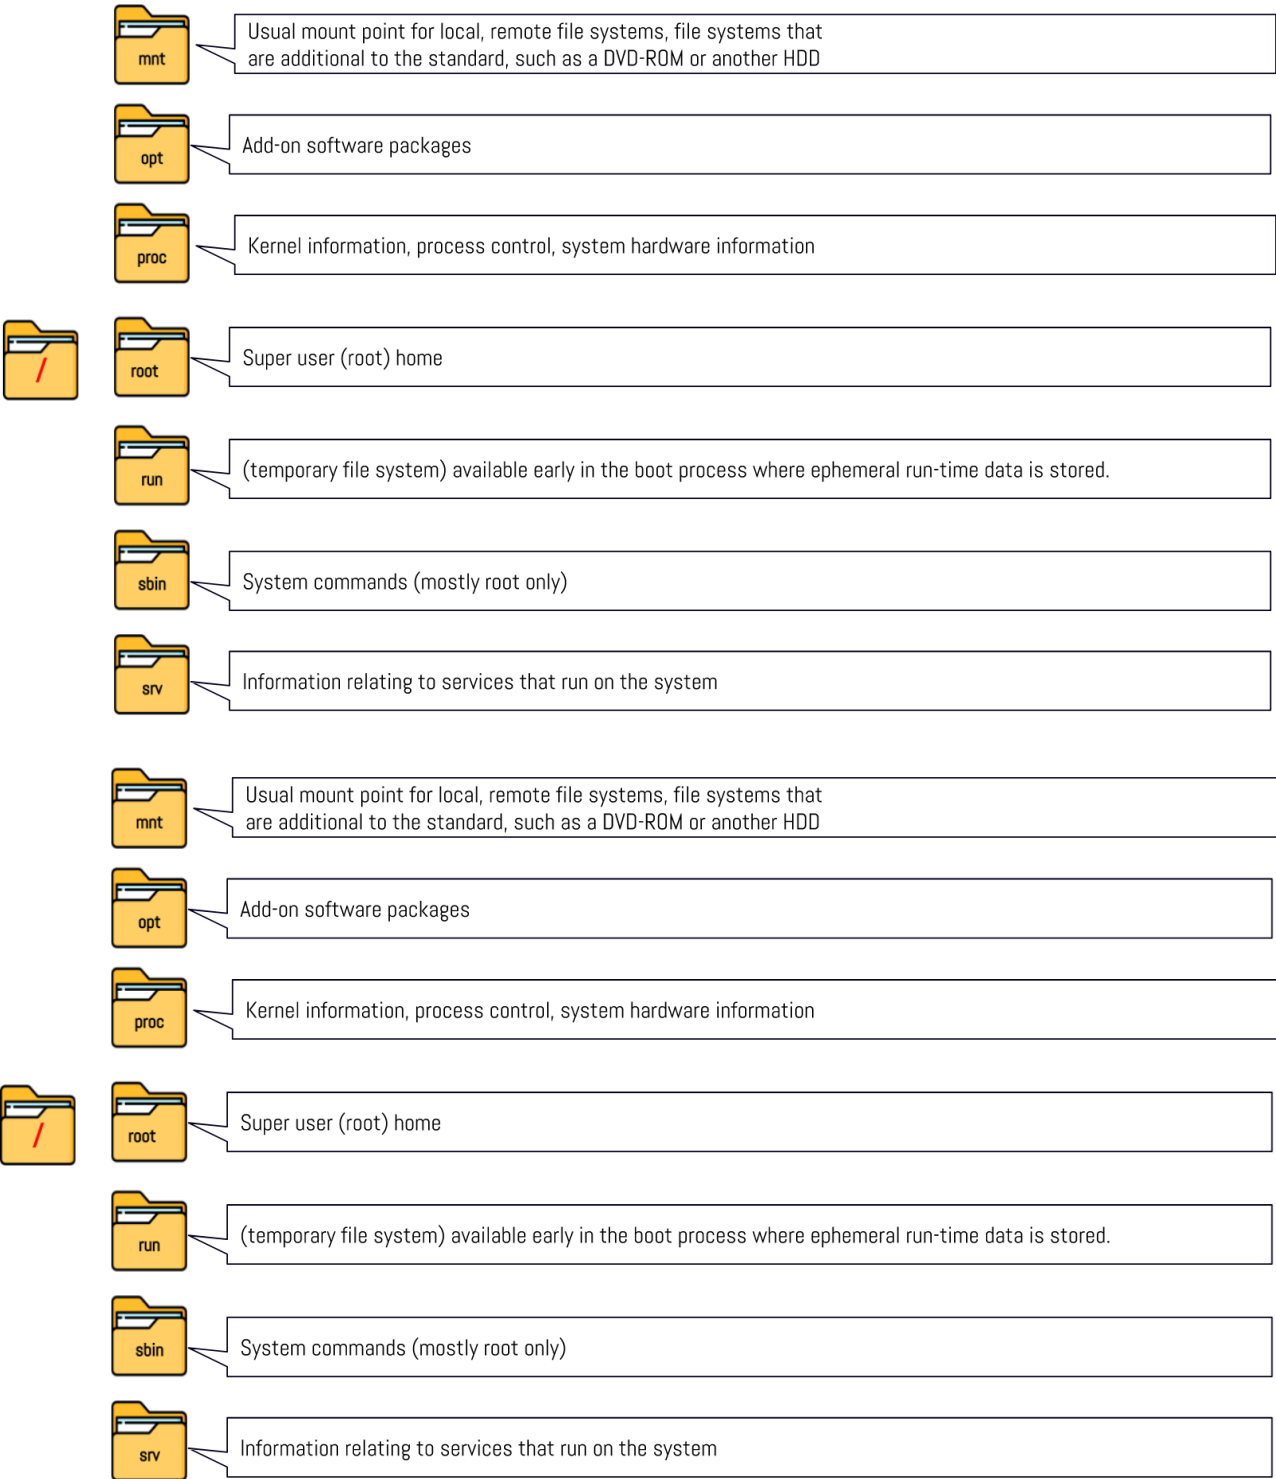 mnt
Usual mount point for local, remote file systems, file systems that
are additional to the standard, such as a DVD-ROM or another HDD
opt
Add-on software packages
proc
Kernel information, process control, system hardware information
/
root
Super user (root) home
run
(temporary file system) available early in the boot process where ephemeral run-time data is stored.
sbin
System commands (mostly root only)
srv
Information relating to services that run on the system
mnt
Usual mount point for local, remote file systems, file systems that
are additional to the standard, such as a DVD-ROM or another HDD
opt
Add-on software packages
proc
Kernel information, process control, system hardware information
/
root
Super user (root) home
run
(temporary file system) available early in the boot process where ephemeral run-time data is stored.
sbin
System commands (mostly root only)
srv
Information relating to services that run on the system